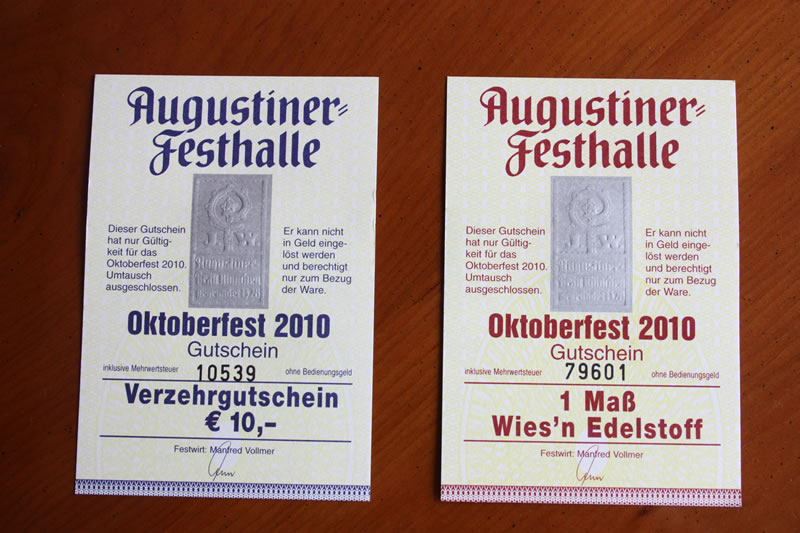 Augustiner-
Festhalle
Dieser Gutschein
hat nur Gültig-
keit für das
Oktoberfest 2010.
Umtausch
ausgeschlossen.
J. W.
Augustiner
Er kann nicht
in Geld einge-
löst werden
und berechtigt
nur zum Bezug
der Ware.
Oktoberfest 2010
Gutschein
inklusive Mehrwertsteuer 10539 ohne Bedienungsgeld
Verzehrgutschein
€ 10,-
Festwirt: Manfred Vollmer
Augustiner-
Festhalle
Dieser Gutschein
hat nur Gültig-
keit für das
Oktoberfest 2010.
Umtausch
ausgeschlossen.
J. W.
Augustiner
Er kann nicht
in Geld einge-
löst werden
und berechtigt
nur zum Bezug
der Ware.
Oktoberfest 2010
Gutschein
inklusive Mehrwertsteuer 79601 ohne Bedienungsgeld
1 Maß
Wies'n Edelstoff
Festwirt: Manfred Vollmer